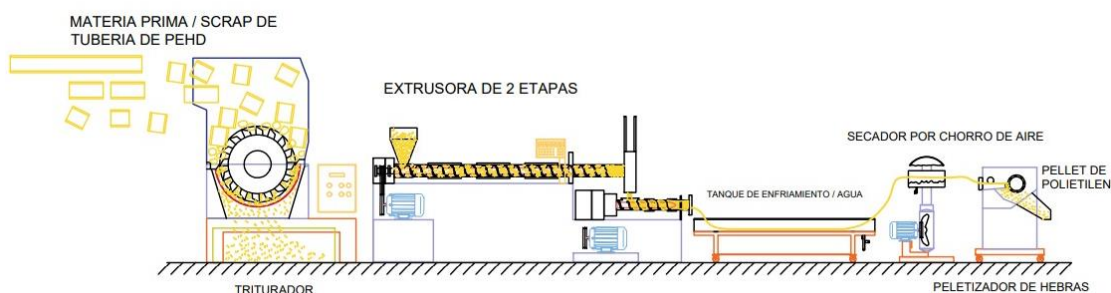 MATERIA PRIMA / SCRAP DE
TUBERIA DE PEHD
EXTRUSORA DE 2 ETAPAS
SECADOR POR CHORRO DE AIRE
PELLET DE
POLIETILEN
TANQUE DE ENFRIAMIENTO / AGUA
TRITURADOR
PELETIZADOR DE HEBRAS